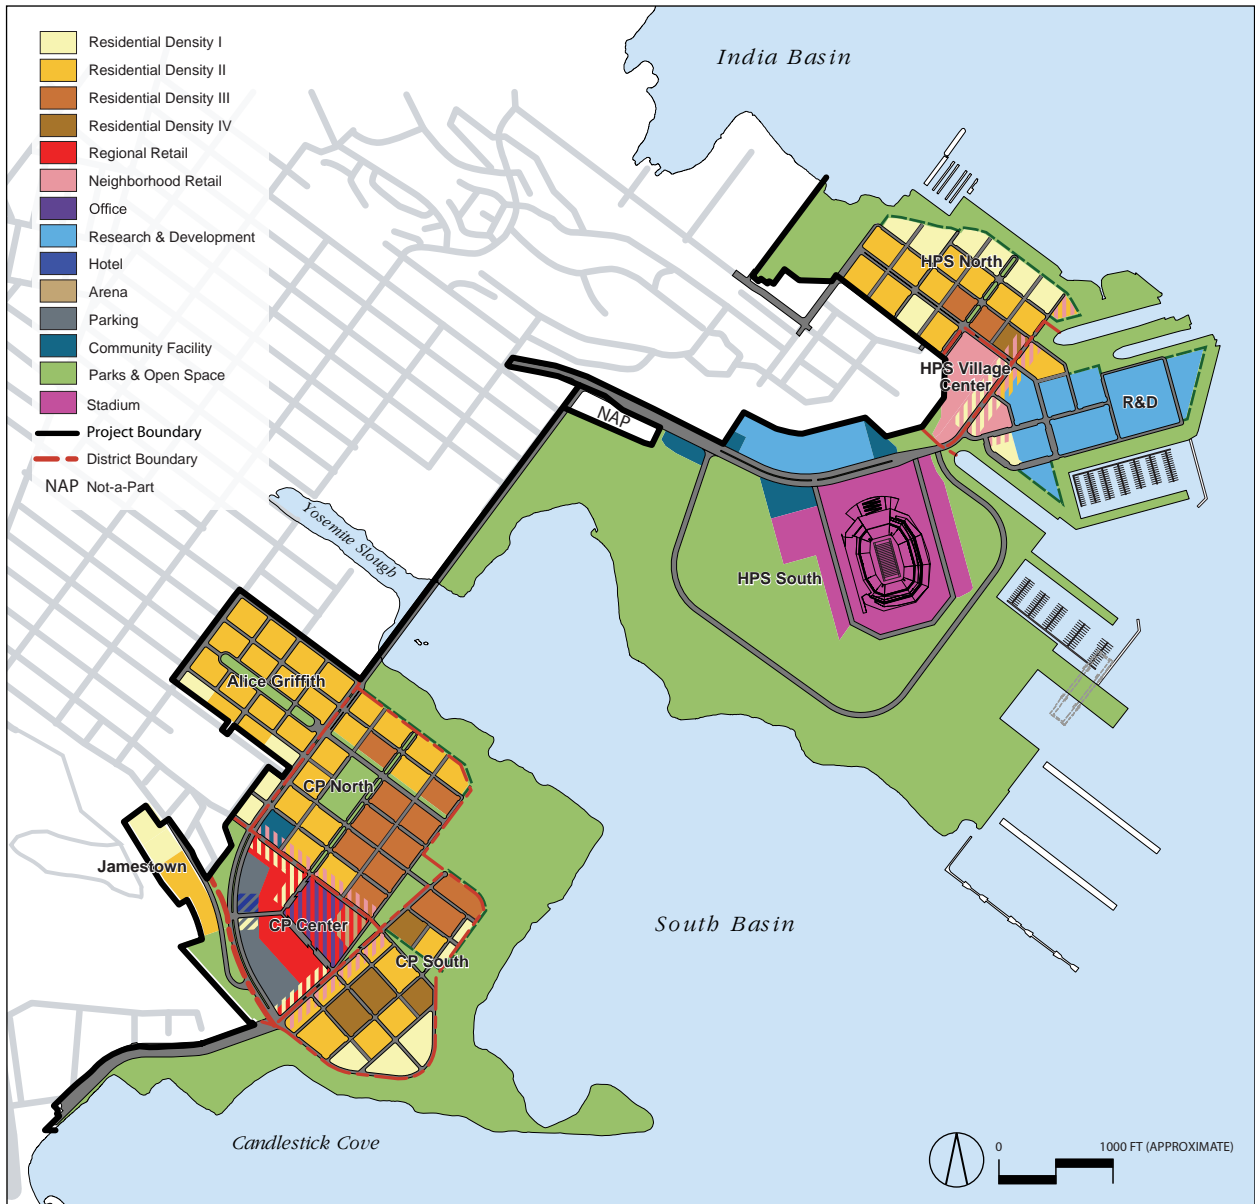 Residential Density I
Residential Density II
Residential Density III
Residential Density IV
Regional Retail
Neighborhood Retail
Office
Research & Development
Hotel
Arena
Parking
Community Facility
Parks & Open Space
Stadium
Project Boundary
District Boundary
NAP Not-a-Part
India Basin
HPS North
HPS Village
Center
R&D
NAP
Yosemite Slough
HPS South
Alice Griffith
CP North
Jamestown
CP Center
CP South
South Basin
Candlestick Cove
0 1000 FT (APPROXIMATE)